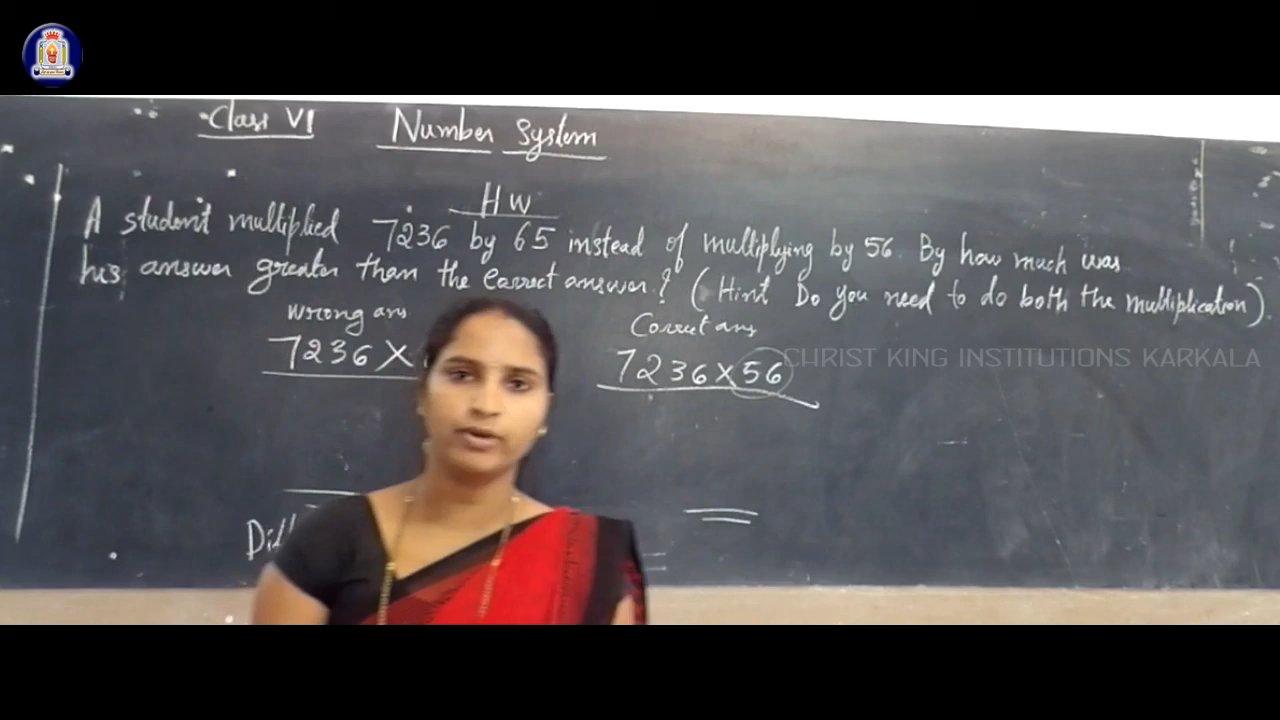 Class VI Number System
HW
A student multiplied 7236 by 65 instead of multiplying by 56. By how much was
his answer greater than the correct answer? (Hint Do you need to do both the multiplication).
wrong ans Correct ans
7236 X 7236 X 56
CHRIST KING INSTITUTIONS KARKALA